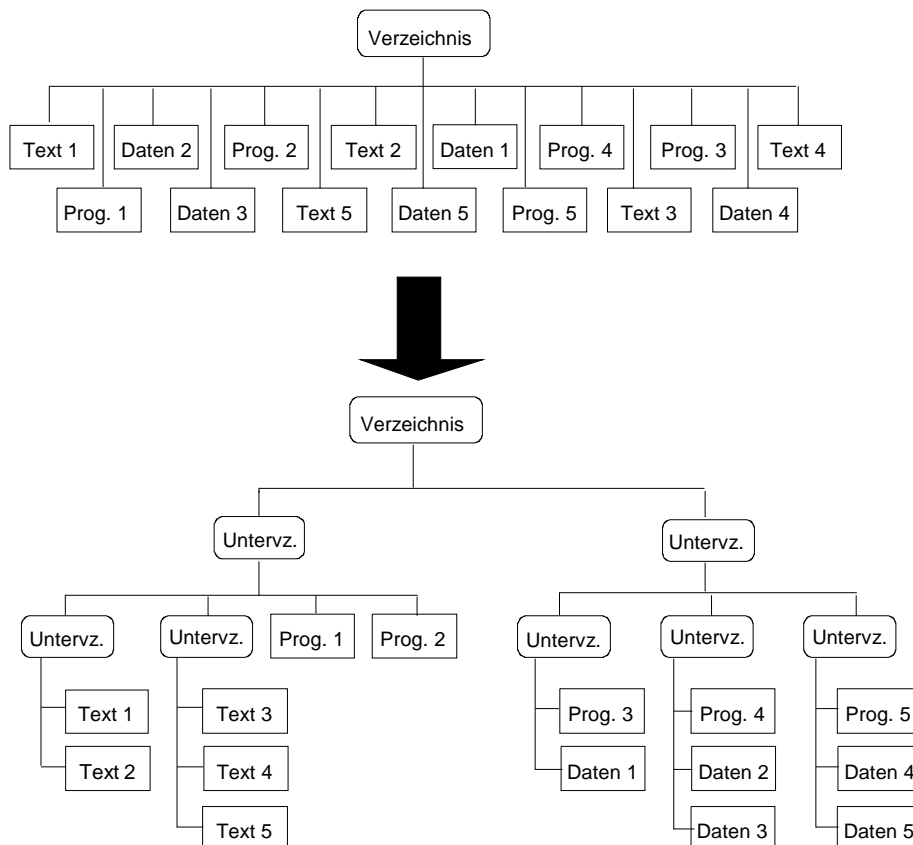 Verzeichnis
Text 1 Daten 2 Prog. 2 Text 2 Daten 1 Prog. 4 Prog. 3 Text 4
Prog. 1 Daten 3 Text 5 Daten 5 Prog. 5 Text 3 Daten 4
Verzeichnis
Untervz. Untervz.
Untervz. Untervz. Prog. 1 Prog. 2 Untervz. Untervz. Untervz.
Text 1 Text 3 Prog. 3 Prog. 4 Prog. 5
Text 2 Text 4 Daten 1 Daten 2 Daten 4
Text 5 Daten 3 Daten 5